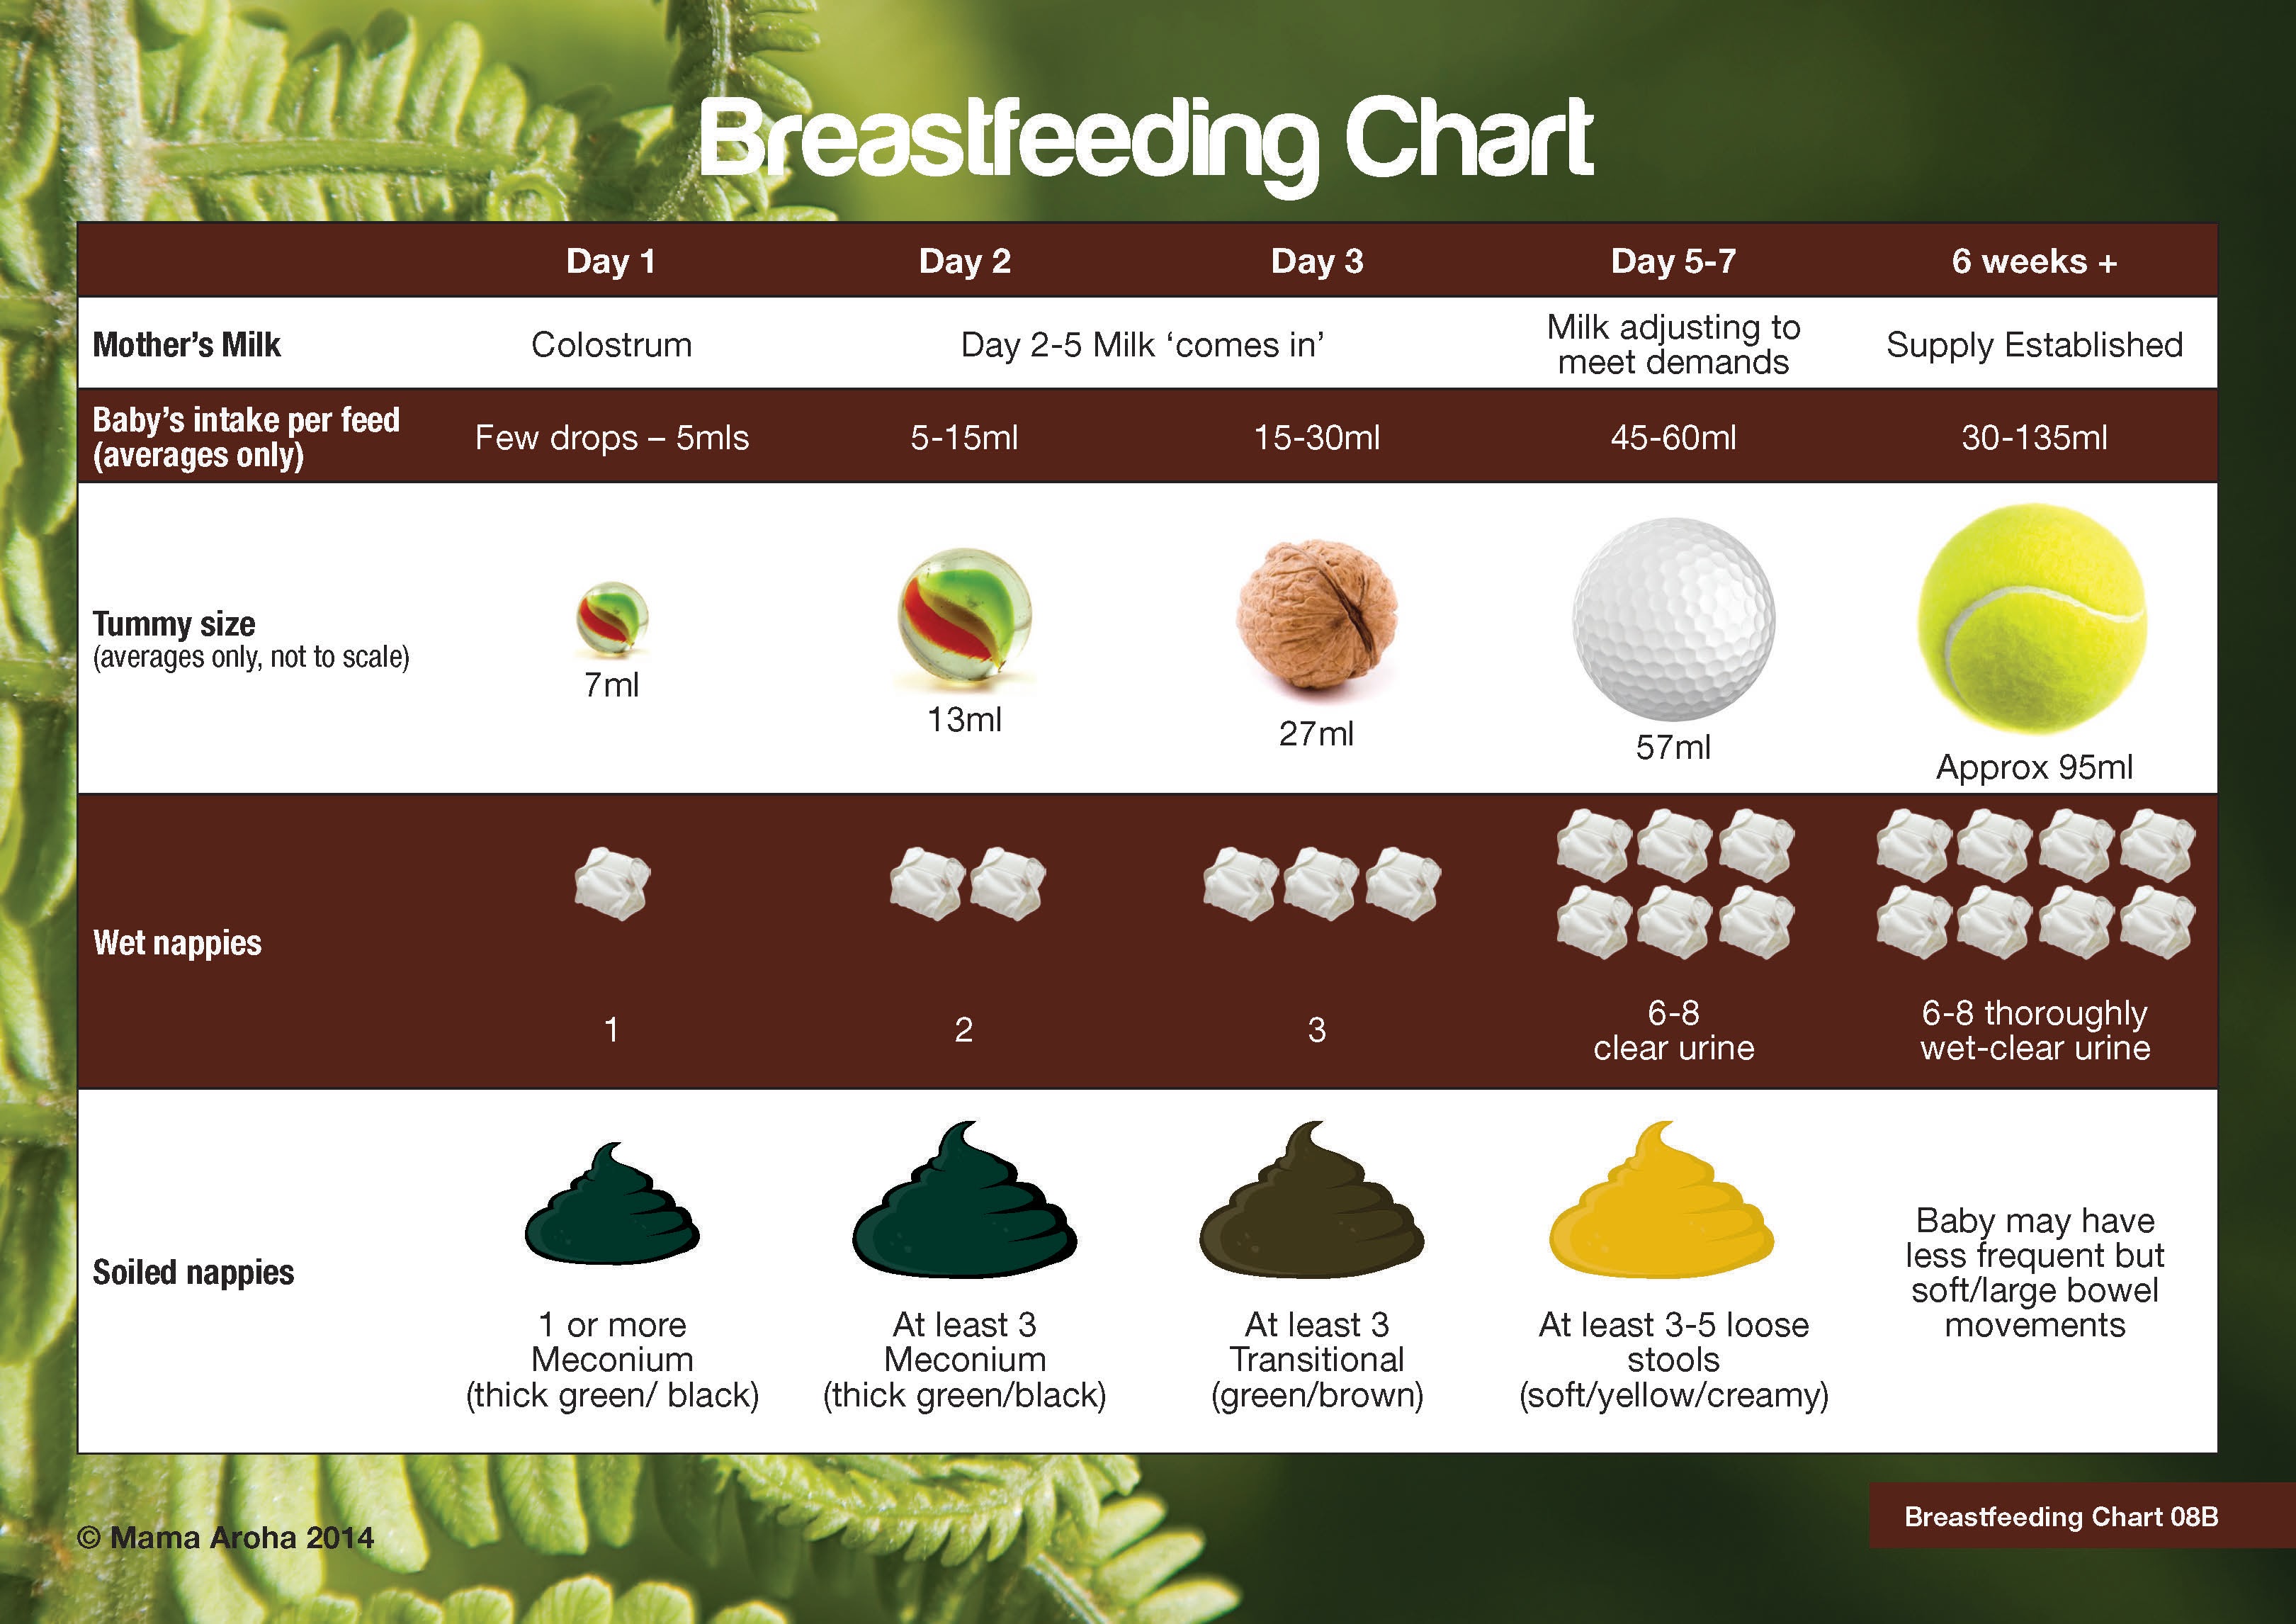 Breastfeeding Chart
Day 1
Day 2
Day 3
Day 5-7
6 weeks +
Mother's Milk
Colostrum
Day 2-5 Milk ‘comes in’
Milk adjusting to
meet demands
Supply Established
Baby's intake per feed
(averages only)
Few drops – 5mls
5-15ml
15-30ml
45-60ml
30-135ml
Tummy size
(averages only, not to scale)
7ml
13ml
27ml
57ml
Approx 95ml
Wet nappies
1
2
3
6-8
clear urine
6-8 thoroughly
wet-clear urine
Soiled nappies
1 or more
Meconium
(thick green/ black)
At least 3
Meconium
(thick green/black)
At least 3
Transitional
(green/brown)
At least 3-5 loose
stools
(soft/yellow/creamy)
Baby may have
less frequent but
soft/large bowel
movements
© Mama Aroha 2014
Breastfeeding Chart 08B